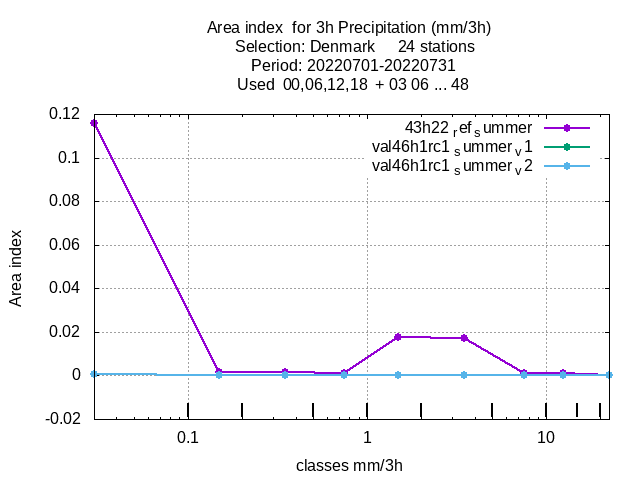 Area index  for 3h Precipitation (mm/3h)
Selection: Denmark     24 stations
Period: 20220701-20220731
Used  00,06,12,18  + 03 06 ... 48
0.12
0.1
0.08
0.06
0.04
0.02
0
-0.02
Area index
43h22 ref summer
val46h1rc1 summer v1
val46h1rc1 summer v2
0.1
1
10
classes mm/3h